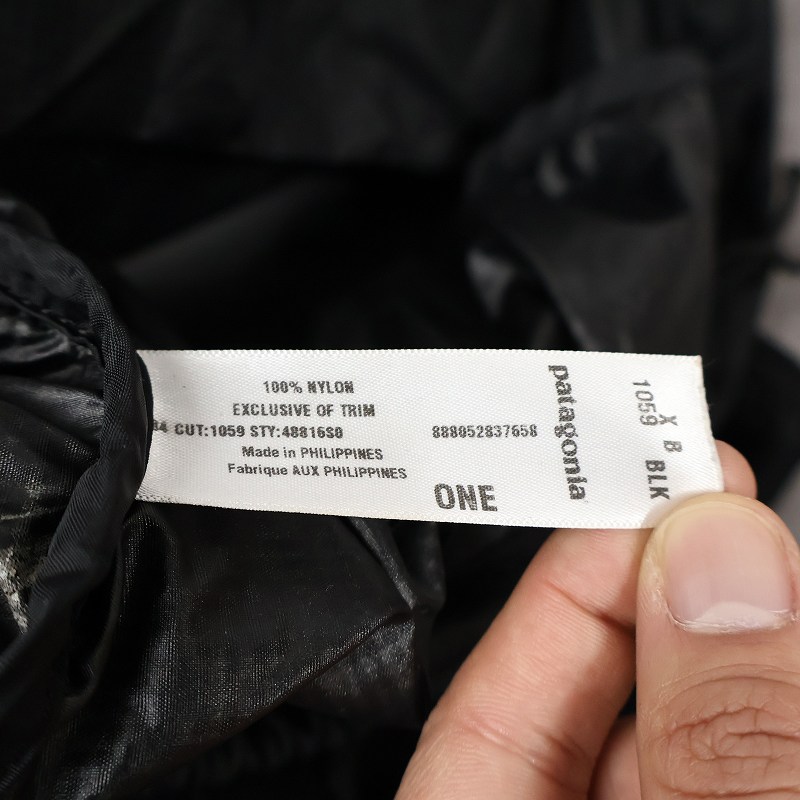 100% NYLON
EXCLUSIVE OF TRIM
84 CUT:1059 STY:48816S0
Made in PHILIPPINES
Fabrique AUX PHILIPPINES
888052837658
ONE
patagonia
1059 BLK
X B